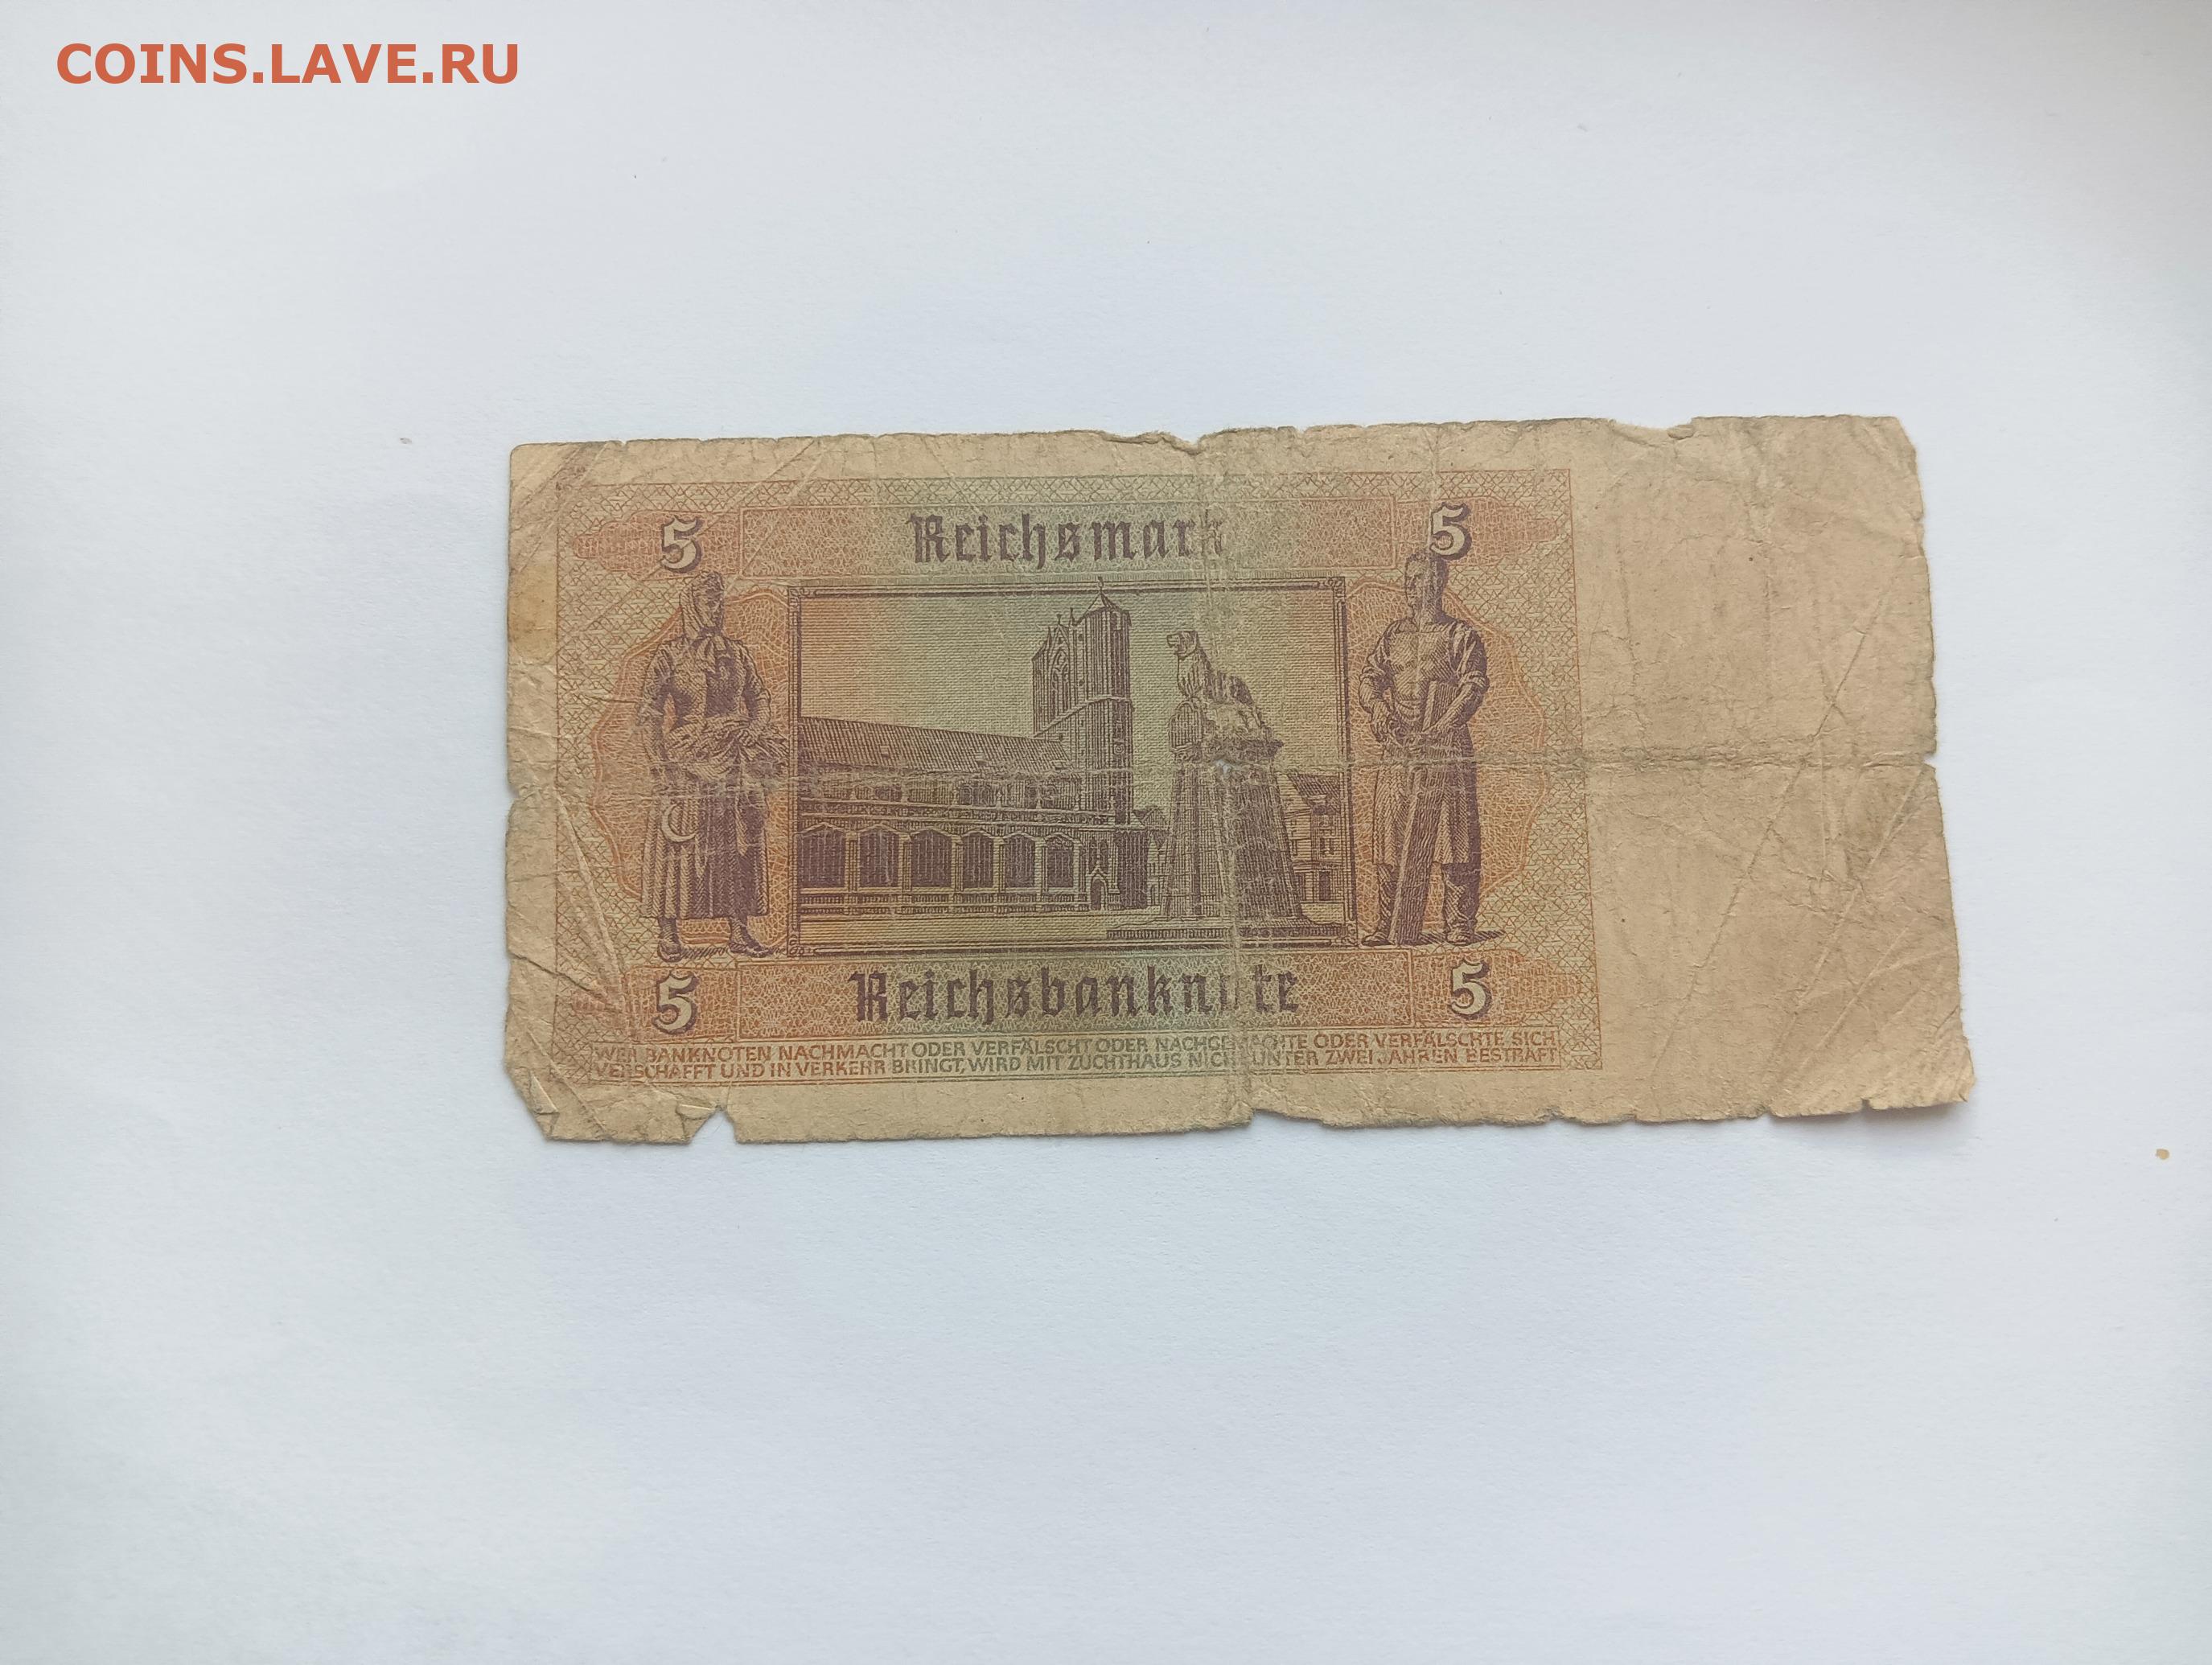 COINS.LAVE.RU
5 Reichsmark 5
5 Reichsbanknote 5
WER BANKNOTEN NACHMACHT ODER VERFÄLSCHT ODER NACHGEMACHTE ODER VERFÄLSCHTE SICH
VERSCHAFFT UND IN VERKEHR BRINGT, WIRD MIT ZUCHTHAUS NICHT UNTER ZWEI JAHREN BESTRAFT